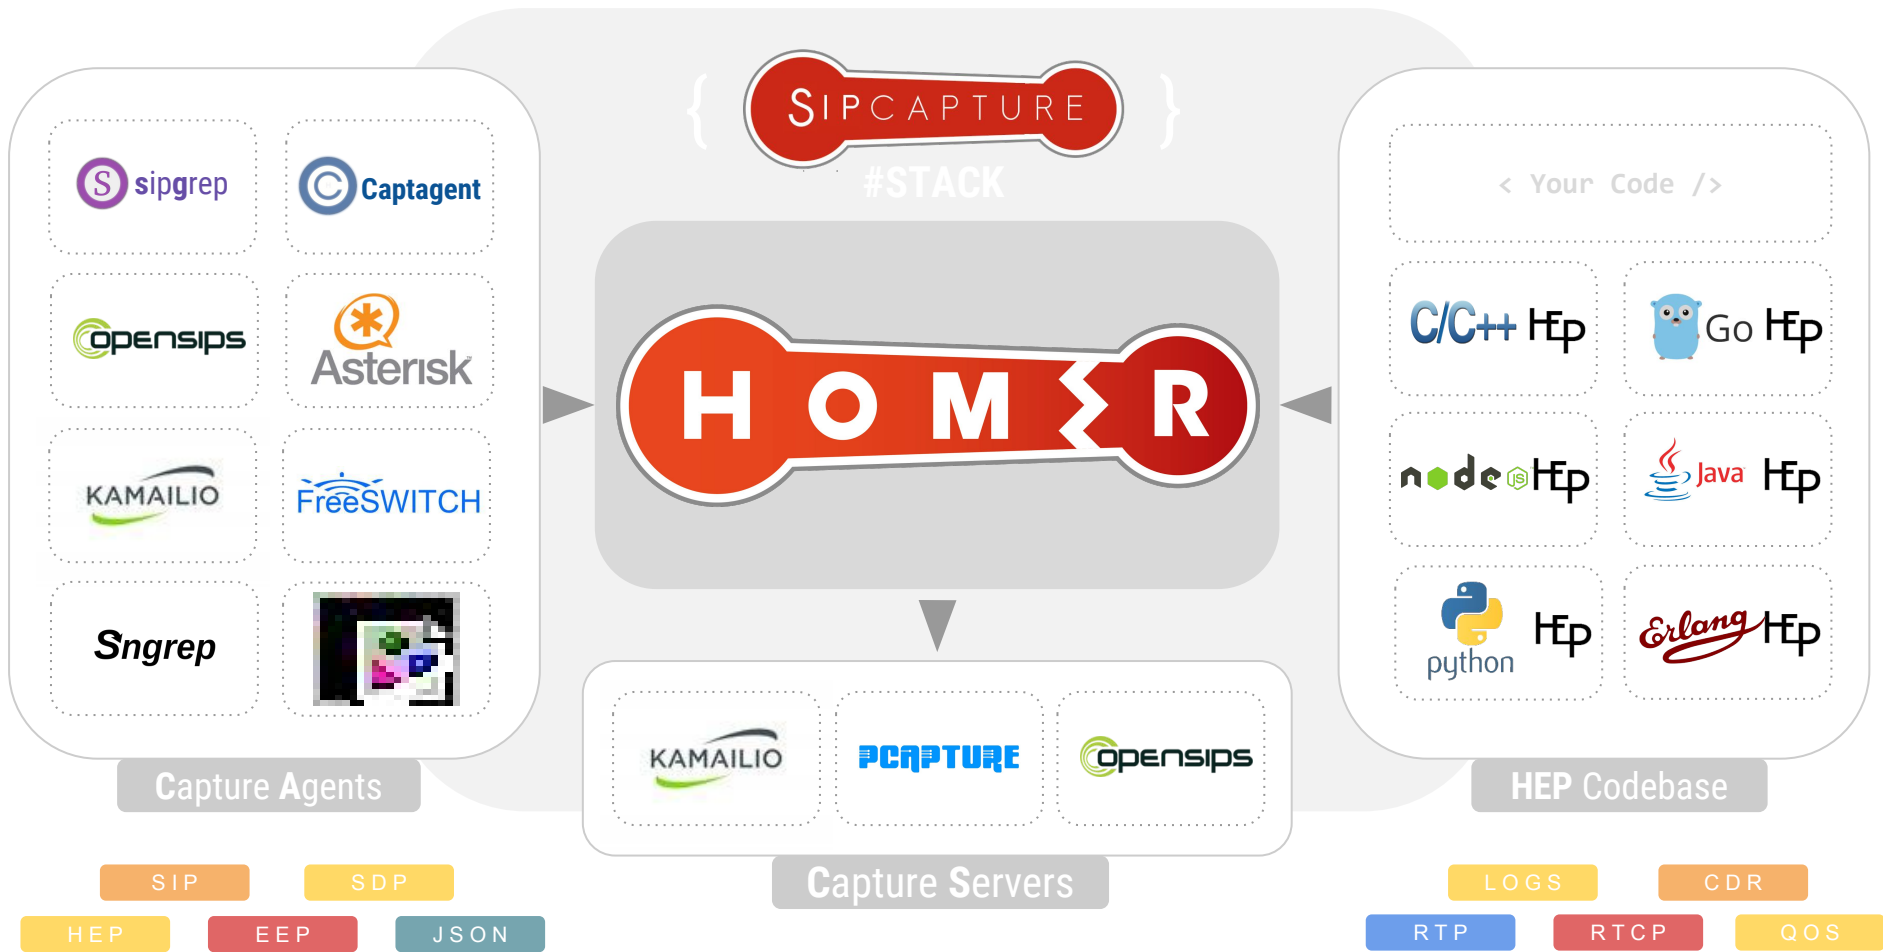 { SIPCAPTURE }
#STACK
sipgrep
Captagent
opensips
Asterisk
KAMAILIO
FreeSWITCH
Sngrep
Capture Agents
SIP
SDP
HEP
EEP
JSON
HOMER
KAMAILIO
PCAPTURE
opensips
Capture Servers
< Your Code />
C/C++ HEP
Go HEP
node JS HEP
Java HEP
python HEP
Erlang HEP
HEP Codebase
LOGS
CDR
RTP
RTCP
QOS